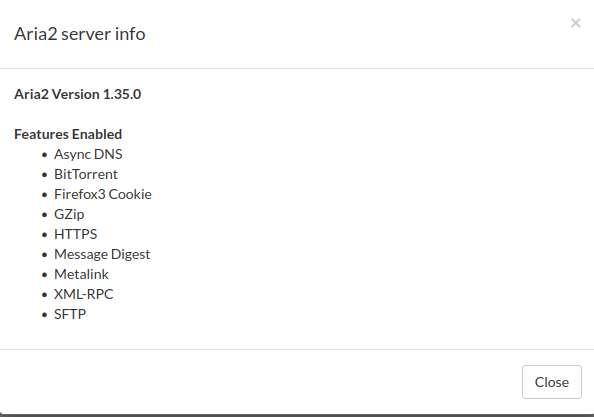 Aria2 server info
×
Aria2 Version 1.35.0
Features Enabled
• Async DNS
• BitTorrent
• Firefox3 Cookie
• GZip
• HTTPS
• Message Digest
• Metalink
• XML-RPC
• SFTP
Close